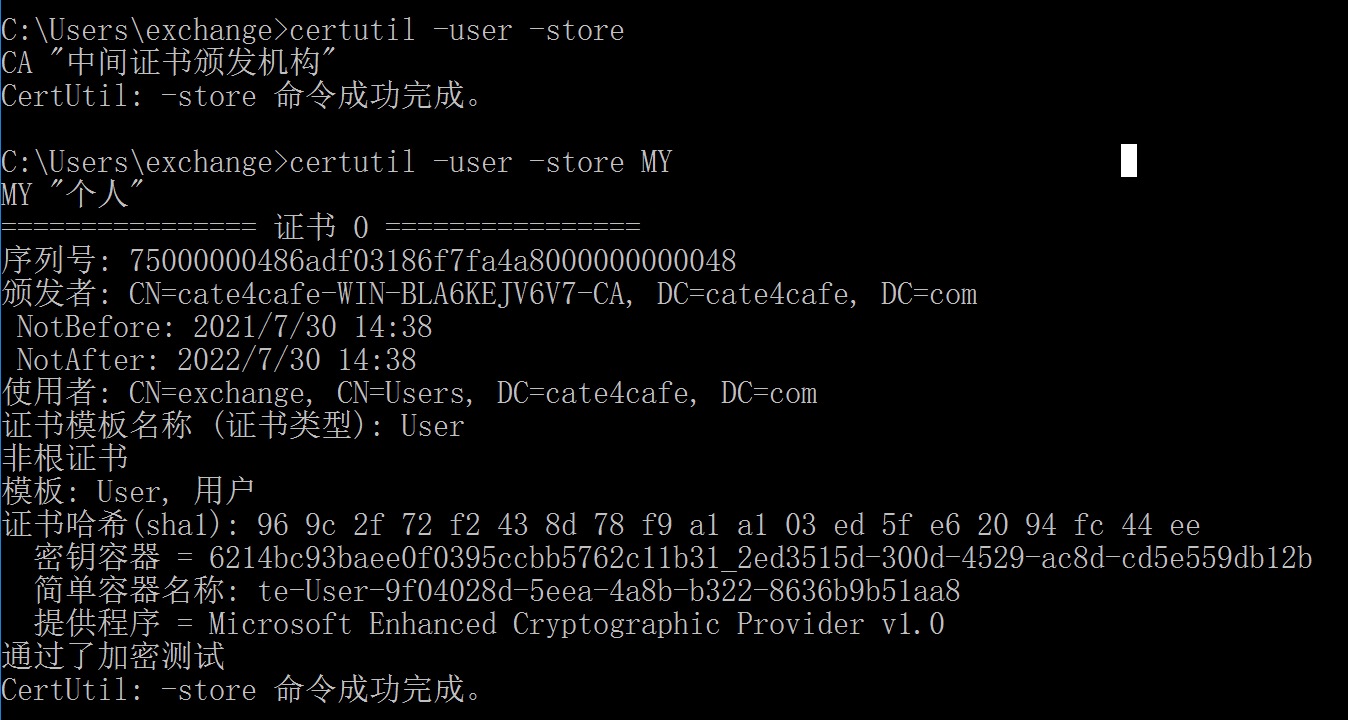 C:\Users\exchange>certutil -user -store
CA "中间证书颁发机构"
CertUtil: -store 命令成功完成。
C:\Users\exchange>certutil -user -store MY
MY "个人"
================ 证书 0 ================
序列号: 75000000486adf03186f7fa4a8000000000048
颁发者: CN=cate4cafe-WIN-BLA6KEJV6V7-CA, DC=cate4cafe, DC=com
 NotBefore: 2021/7/30 14:38
 NotAfter: 2022/7/30 14:38
使用者: CN=exchange, CN=Users, DC=cate4cafe, DC=com
证书模板名称 (证书类型): User
非根证书
模板: User, 用户
证书哈希(sha1): 96 9c 2f 72 f2 43 8d 78 f9 a1 a1 03 ed 5f e6 20 94 fc 44 ee
  密钥容器 = 6214bc93baee0f0395ccbb5762c11b31_2ed3515d-300d-4529-ac8d-cd5e559db12b
  简单容器名称: te-User-9f04028d-5eea-4a8b-b322-8636b9b51aa8
  提供程序 = Microsoft Enhanced Cryptographic Provider v1.0
通过了加密测试
CertUtil: -store 命令成功完成。